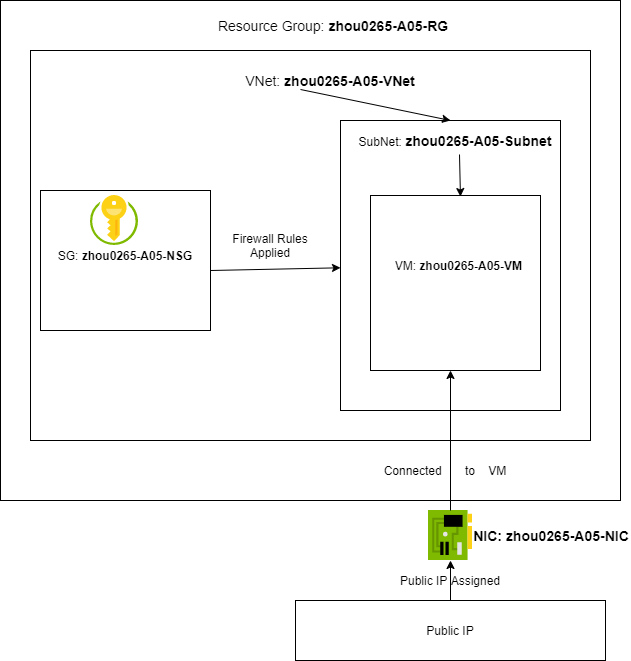 Resource Group: zhou0265-A05-RG
VNet: zhou0265-A05-VNet
SubNet: zhou0265-A05-Subnet
SG: zhou0265-A05-NSG
Firewall Rules
Applied
VM: zhou0265-A05-VM
Connected to VM
NIC: zhou0265-A05-NIC
Public IP Assigned
Public IP